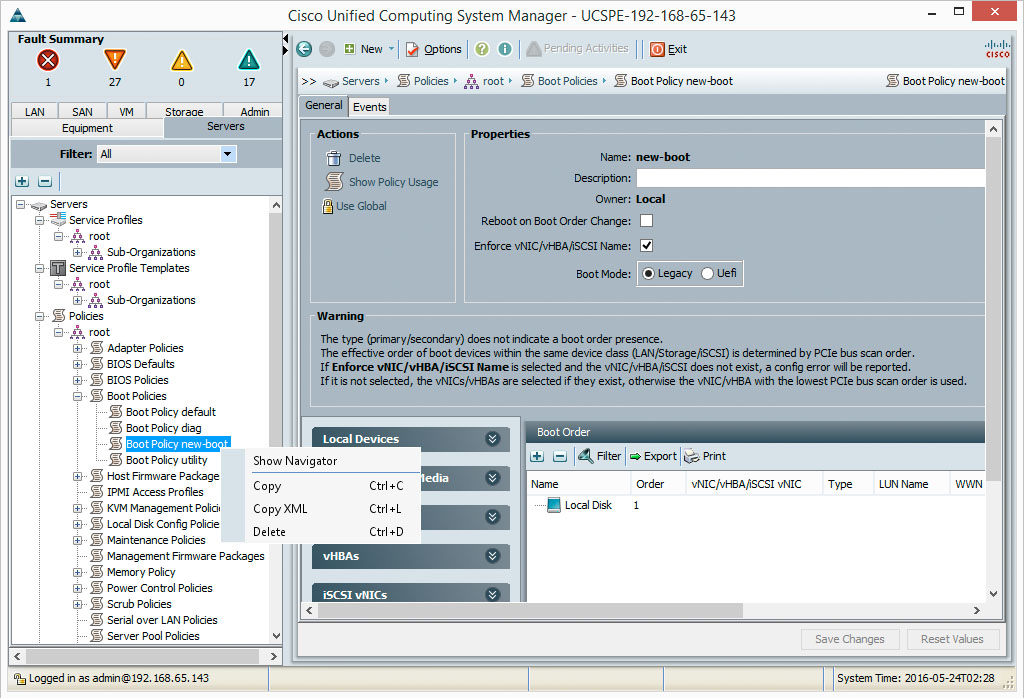 Cisco Unified Computing System Manager - UCSPE-192-168-65-143
Fault Summary
1 27 0 17
LAN SAN VM Storage Admin
Equipment Servers
Filter: All
Servers
Service Profiles
root
Sub-Organizations
Service Profile Templates
root
Sub-Organizations
Policies
root
Adapter Policies
BIOS Defaults
BIOS Policies
Boot Policies
Boot Policy default
Boot Policy diag
Boot Policy new-boot
Boot Policy utility
Host Firmware Package
IPMI Access Profiles
KVM Management Polici
Local Disk Config Policie
Maintenance Policies
Management Firmware Packages
Memory Policy
Power Control Policies
Scrub Policies
Serial over LAN Policies
Server Pool Policies
Show Navigator
Copy Ctrl+C
Copy XML Ctrl+L
Delete Ctrl+D
New Options ? i Pending Activities Exit
CISCO
>> Servers Policies root Boot Policies Boot Policy new-boot Boot Policy new-boot
General Events
Actions
Delete
Show Policy Usage
Use Global
Properties
Name: new-boot
Description:
Owner: Local
Reboot on Boot Order Change:
Enforce vNIC/vHBA/iSCSI Name:
Boot Mode: Legacy Uefi
Warning
The type (primary/secondary) does not indicate a boot order presence.
The effective order of boot devices within the same device class (LAN/Storage/iSCSI) is determined by PCIe bus scan order.
If Enforce vNIC/vHBA/iSCSI Name is selected and the vNIC/vHBA/iSCSI does not exist, a config error will be reported.
If it is not selected, the vNICs/vHBAs are selected if they exist, otherwise the vNIC/vHBA with the lowest PCIe bus scan order is used.
Local Devices
Media
vHBAs
iSCSI vNICs
Boot Order
Filter Export Print
Name Order vNIC/vHBA/iSCSI vNIC Type LUN Name WWN
Local Disk 1
Save Changes Reset Values
Logged in as admin@192.168.65.143
System Time: 2016-05-24T02:28